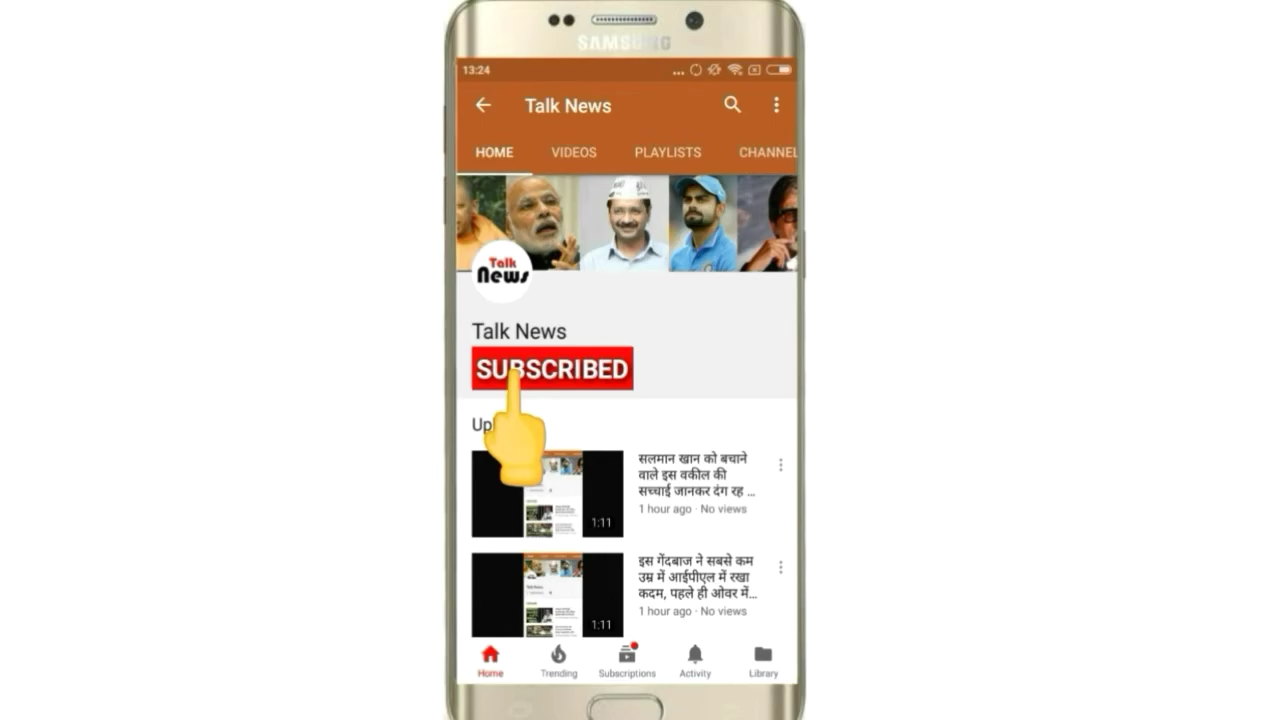 SAMSUNG
13:24
Talk News
HOME VIDEOS PLAYLISTS CHANNEL
Talk
News
Talk News
SUBSCRIBED
Up
सलमान खान को बचाने
वाले इस वकील की
सच्चाई जानकर दंग रह ...
1 hour ago · No views
1:11
इस गेंदबाज ने सबसे कम
उम्र में आईपीएल में रखा
कदम, पहले ही ओवर में...
1 hour ago · No views
1:11
Home Trending Subscriptions Activity Library